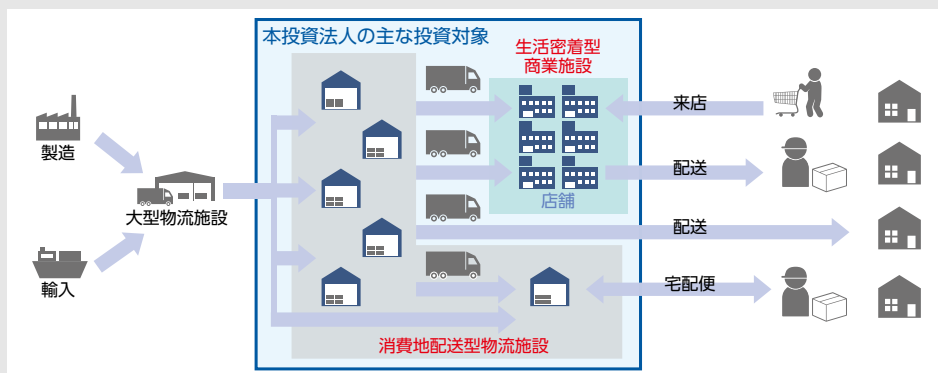 本投資法人の主な投資対象
生活密着型
商業施設
製造
大型物流施設
輸入
店舗
来店
配送
配送
宅配便
消費地配送型物流施設